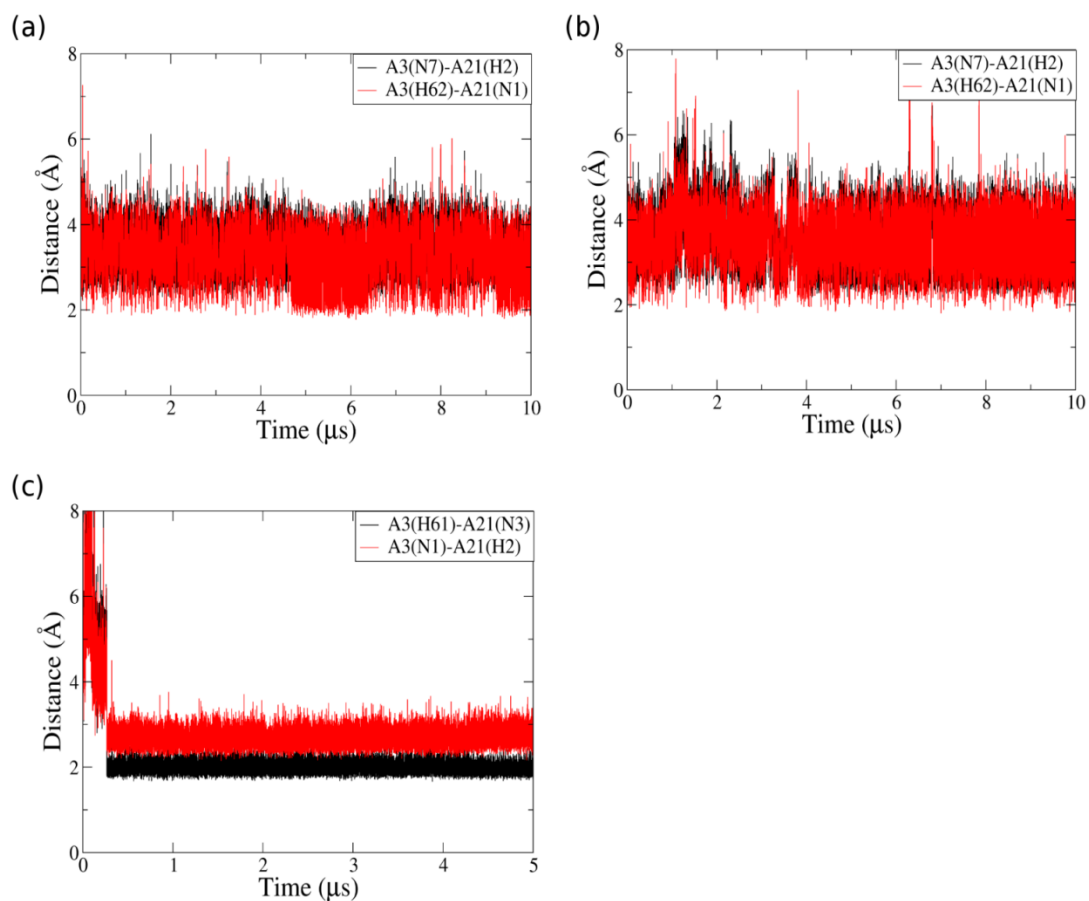 (a)
8
6
4
2
0
Distance (Å)
A3(N7)-A21(H2)
A3(H62)-A21(N1)
0 2 4 6 8 10
Time (μs)
(b)
8
6
4
2
0
Distance (Å)
A3(N7)-A21(H2)
A3(H62)-A21(N1)
0 2 4 6 8 10
Time (μs)
(c)
8
6
4
2
0
Distance (Å)
A3(H61)-A21(N3)
A3(N1)-A21(H2)
0 1 2 3 4 5
Time (μs)